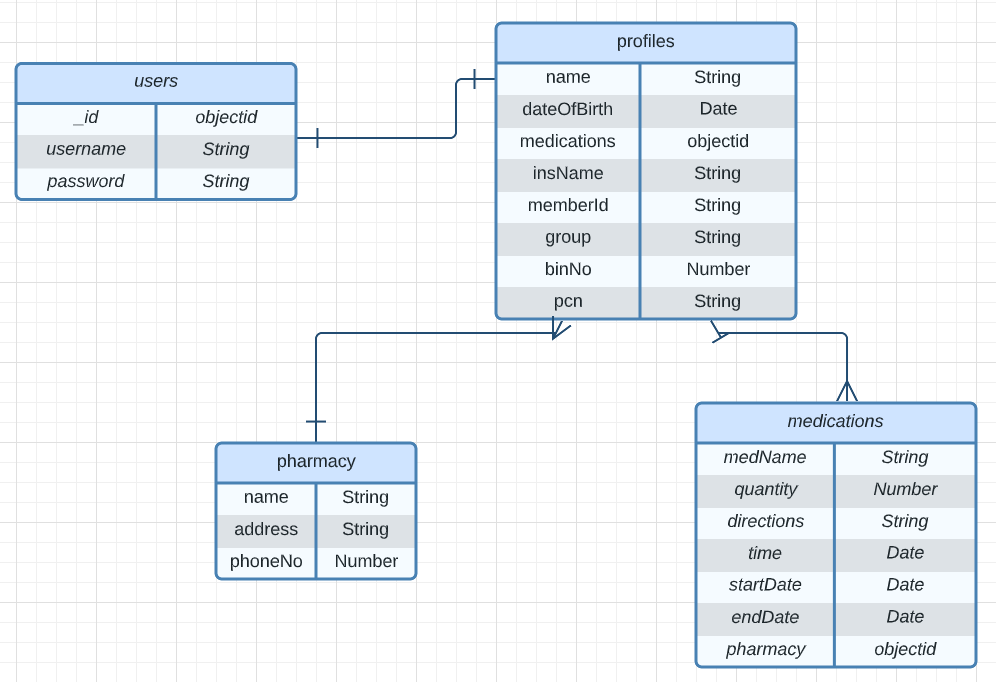 users
_id objectid
username String
password String
profiles
name String
dateOfBirth Date
medications objectid
insName String
memberId String
group String
binNo Number
pcn String
pharmacy
name String
address String
phoneNo Number
medications
medName String
quantity Number
directions String
time Date
startDate Date
endDate Date
pharmacy objectid